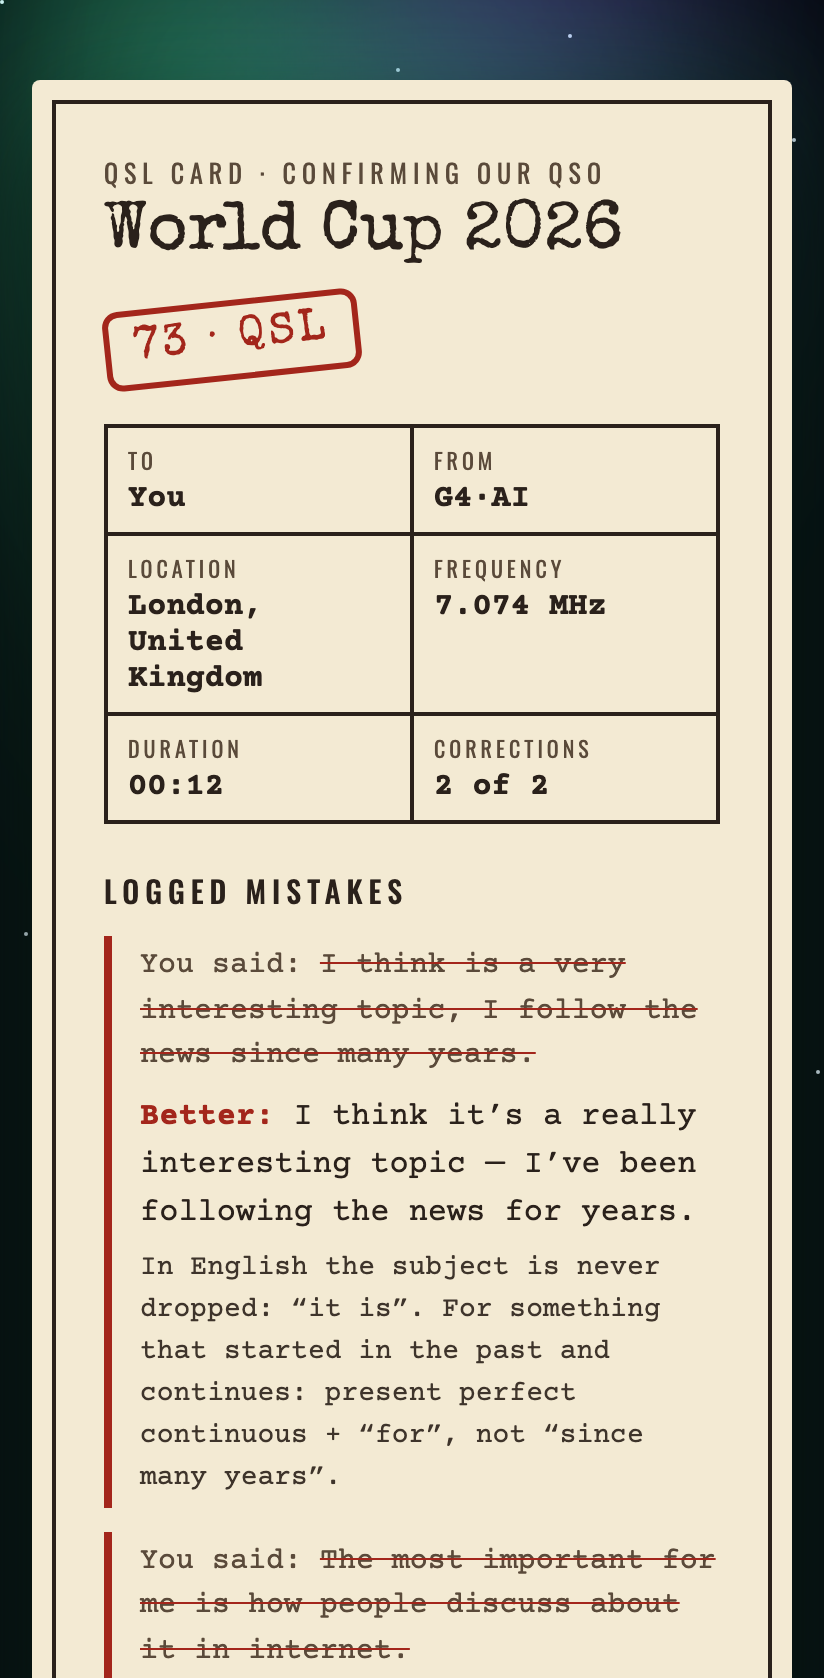 QSL CARD · CONFIRMING OUR QSO
World Cup 2026
73 · QSL
TO
You
FROM
G4·AI
LOCATION
London,
United
Kingdom
FREQUENCY
7.074 MHz
DURATION
00:12
CORRECTIONS
2 of 2
LOGGED MISTAKES
You said: I think is a very
interesting topic, I follow the
news since many years.
Better: I think it’s a really
interesting topic — I’ve been
following the news for years.
In English the subject is never
dropped: “it is”. For something
that started in the past and
continues: present perfect
continuous + “for”, not “since
many years”.
You said: The most important for
me is how people discuss about
it in internet.